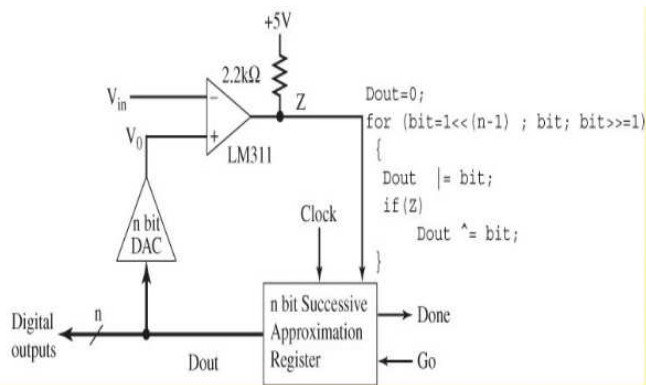 +5V
2.2kΩ
Vin
Z
V0
LM311
Dout=0;
for (bit=1<<(n-1) ; bit; bit>>=1)
{
Dout |= bit;
if(Z)
Dout ^= bit;
}
n bit
DAC
Clock
n bit Successive
Approximation
Register
Done
Go
Digital
outputs
n
Dout
-
+